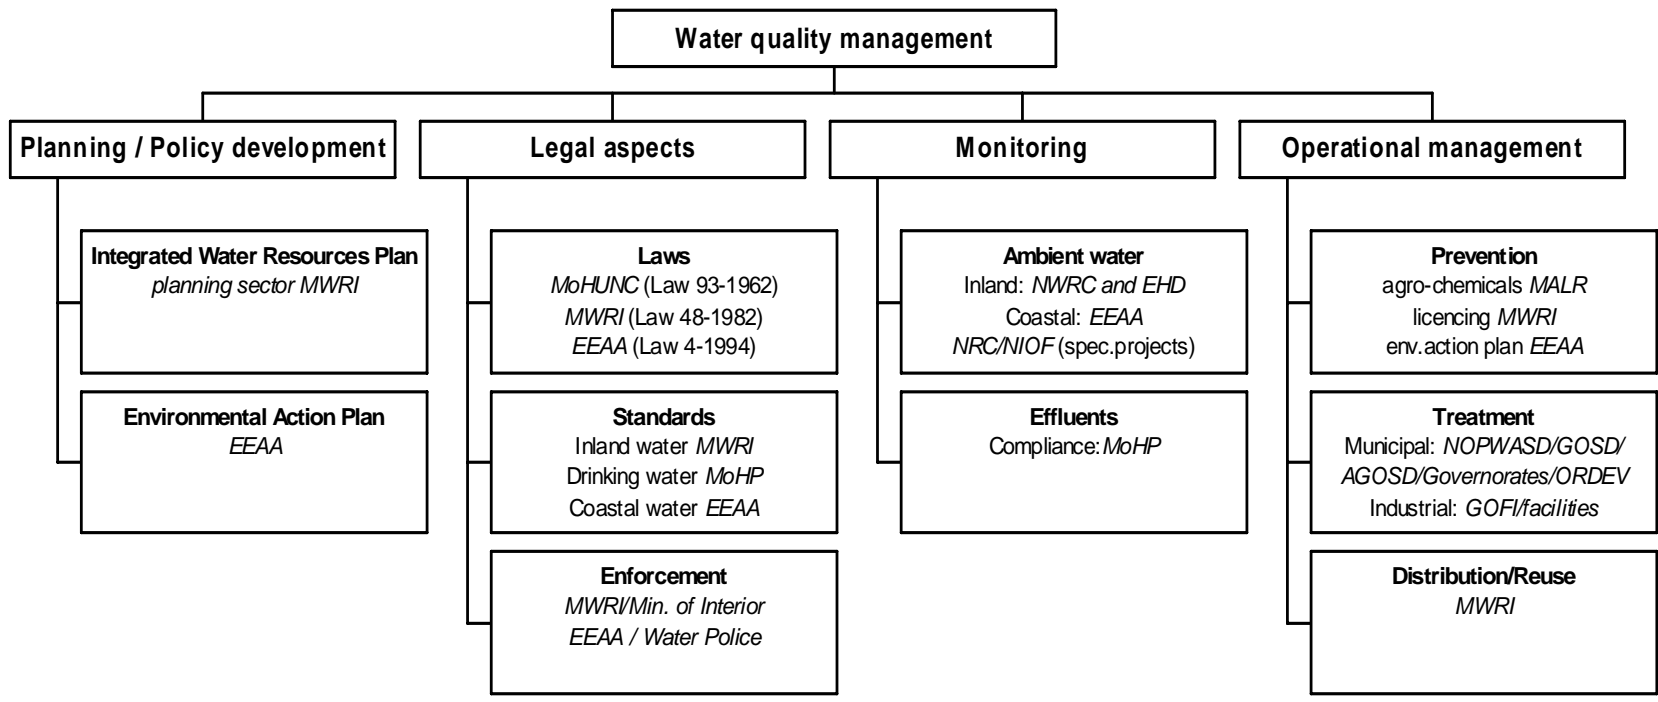 Water quality management
Planning / Policy development
Legal aspects
Monitoring
Operational management
Integrated Water Resources Plan
planning sector MWRI
Environmental Action Plan
EEAA
Laws
MoHUNC (Law 93-1962)
MWRI (Law 48-1982)
EEAA (Law 4-1994)
Standards
Inland water MWRI
Drinking water MoHP
Coastal water EEAA
Enforcement
MWRI/Min. of Interior
EEAA / Water Police
Ambient water
Inland: NWRC and EHD
Coastal: EEAA
NRC/NIOF (spec.projects)
Effluents
Compliance: MoHP
Prevention
agro-chemicals MALR
licencing MWRI
env.action plan EEAA
Treatment
Municipal: NOPWASD/GOSD/
AGOSD/Governorates/ORDEV
Industrial: GOFI/facilities
Distribution/Reuse
MWRI